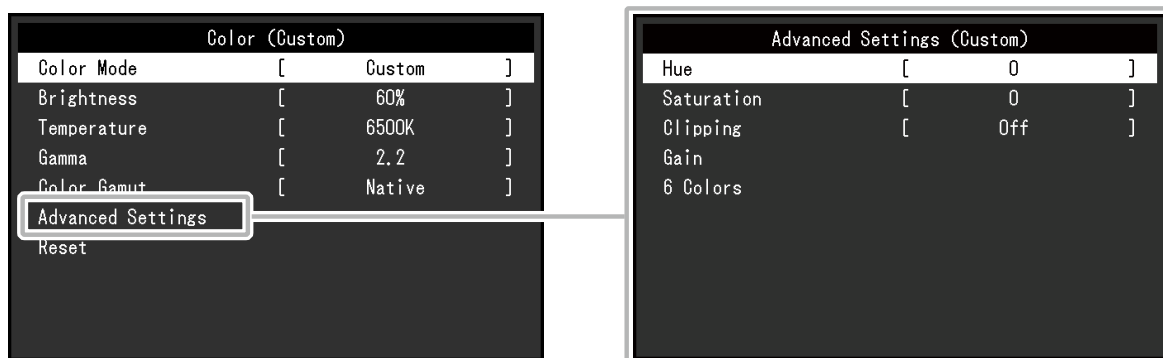 Color (Custom)
Color Mode [ Custom ]
Brightness [ 60% ]
Temperature [ 6500K ]
Gamma [ 2.2 ]
Color Gamut [ Native ]
Advanced Settings
Reset
Advanced Settings (Custom)
Hue [ 0 ]
Saturation [ 0 ]
Clipping [ Off ]
Gain
6 Colors